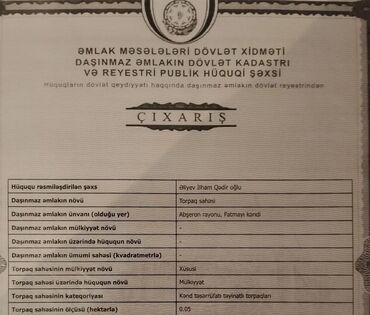 ƏMLAK MƏSƏLƏLƏRİ DÖVLƏT XİDMƏTİ
DAŞINMAZ ƏMLAKIN DÖVLƏT KADASTRI
VƏ REYESTRİ PUBLİK HÜQUQİ ŞƏXSİ
Hüquqların dövlət qeydiyyatı haqqında daşınmaz əmlakın dövlət reyestrindən
ÇIXARIŞ
Hüququ rəsmiləşdirilən şəxs Əliyev İlham Qədir oğlu
Daşınmaz əmlakın növü Torpaq sahəsi
Daşınmaz əmlakın ünvanı (olduğu yer) Abşeron rayonu, Fatmayı kəndi
Daşınmaz əmlakın mülkiyyət növü -
Daşınmaz əmlakın üzərində hüququn növü -
Daşınmaz əmlakın ümumi sahəsi (kvadratmetrlə) -
Torpaq sahəsinin mülkiyyət növü Xüsusi
Torpaq sahəsi üzərində hüququn növü Mülkiyyət
Torpaq sahəsinin kateqoriyası Kənd təsərrüfatı təyinatlı torpaqları
Torpaq sahəsinin ölçüsü (hektarla) 0.05